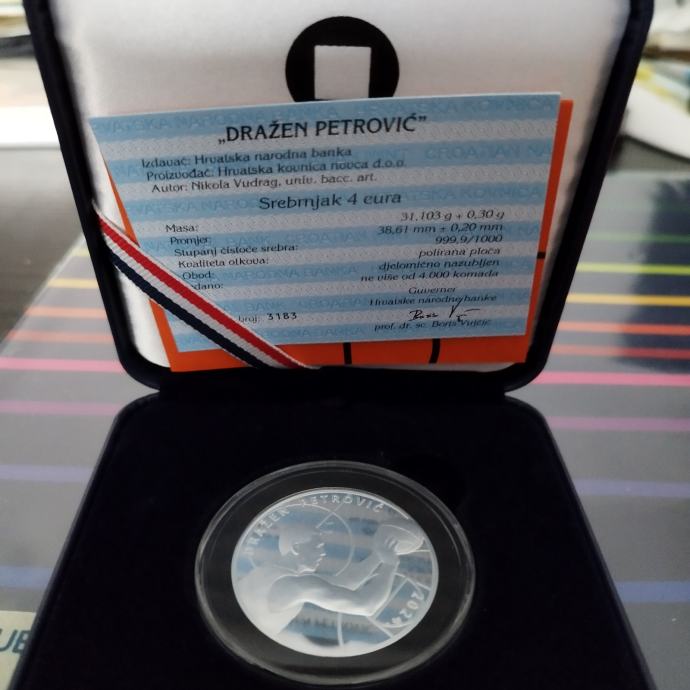 „DRAŽEN PETROVIĆ”
Izdavač: Hrvatska narodna banka
Proizvođač: Hrvatska kovnica novca d.o.o.
Autor: Nikola Vudrag, univ. bacc. art.
Srebrnjak 4 eura
Masa: 31,103 g ± 0,30 g
Promjer: 38,61 mm ± 0,20 mm
Stupanj čistoće srebra: 999,9/1000
Kvaliteta otkova: polirana ploča
Obod: djelomično nazubljen
dano: ne više od 4.000 komada
Guverner
Hrvatske narodne banke
broj: 3183
prof. dr. sc. Boris Vujčić
DRAŽEN PETROVIĆ
2024.